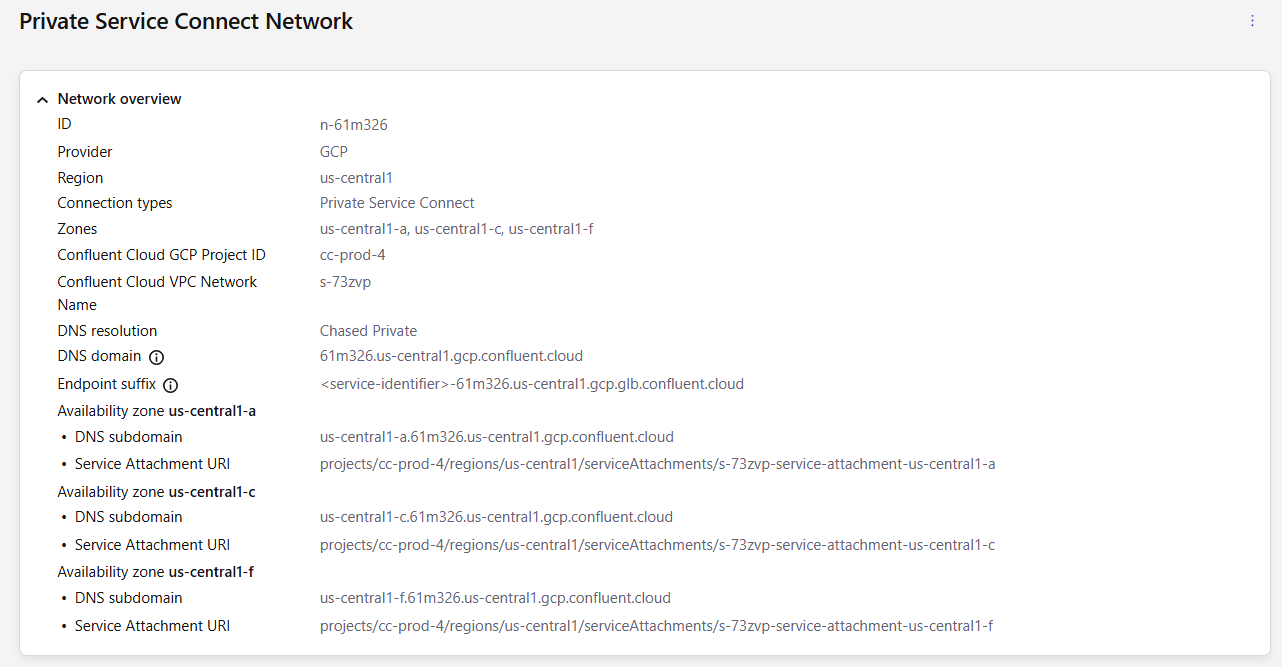 Private Service Connect Network
Network overview
ID n-61m326
Provider GCP
Region us-central1
Connection types Private Service Connect
Zones us-central1-a, us-central1-c, us-central1-f
Confluent Cloud GCP Project ID cc-prod-4
Confluent Cloud VPC Network s-73zvp
Name
DNS resolution Chased Private
DNS domain 61m326.us-central1.gcp.confluent.cloud
Endpoint suffix <service-identifier>-61m326.us-central1.gcp.glb.confluent.cloud
Availability zone us-central1-a
• DNS subdomain us-central1-a.61m326.us-central1.gcp.confluent.cloud
• Service Attachment URI projects/cc-prod-4/regions/us-central1/serviceAttachments/s-73zvp-service-attachment-us-central1-a
Availability zone us-central1-c
• DNS subdomain us-central1-c.61m326.us-central1.gcp.confluent.cloud
• Service Attachment URI projects/cc-prod-4/regions/us-central1/serviceAttachments/s-73zvp-service-attachment-us-central1-c
Availability zone us-central1-f
• DNS subdomain us-central1-f.61m326.us-central1.gcp.confluent.cloud
• Service Attachment URI projects/cc-prod-4/regions/us-central1/serviceAttachments/s-73zvp-service-attachment-us-central1-f